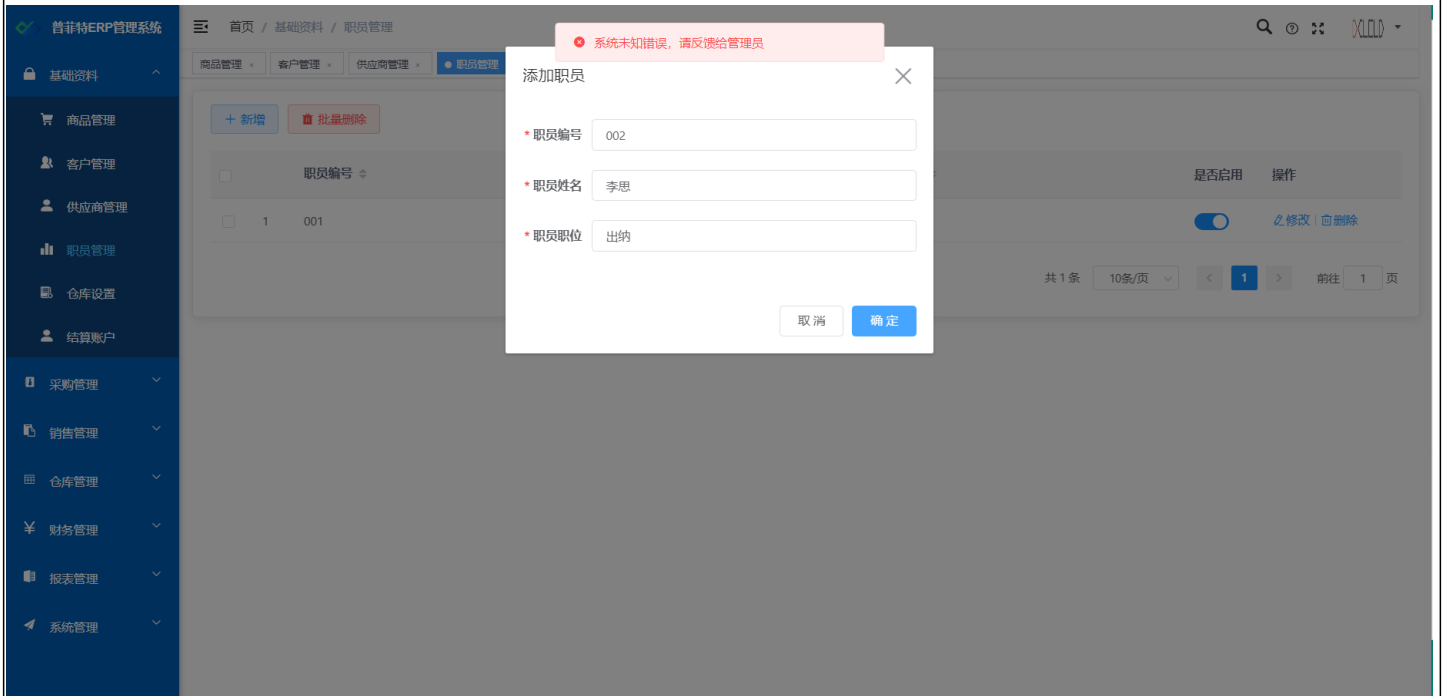 普菲特ERP管理系统
首页 / 基础资料 / 职员管理
系统未知错误，请反馈给管理员
商品管理 ×
客户管理 ×
供应商管理 ×
职员管理
基础资料
商品管理
客户管理
供应商管理
职员管理
仓库设置
结算账户
采购管理
销售管理
仓库管理
财务管理
报表管理
系统管理
+ 新增
批量删除
职员编号
是否启用
操作
1
001
修改
删除
共 1 条
10条/页
<
1
>
前往
1
页
添加职员
* 职员编号
002
* 职员姓名
李思
* 职员职位
出纳
取 消
确 定